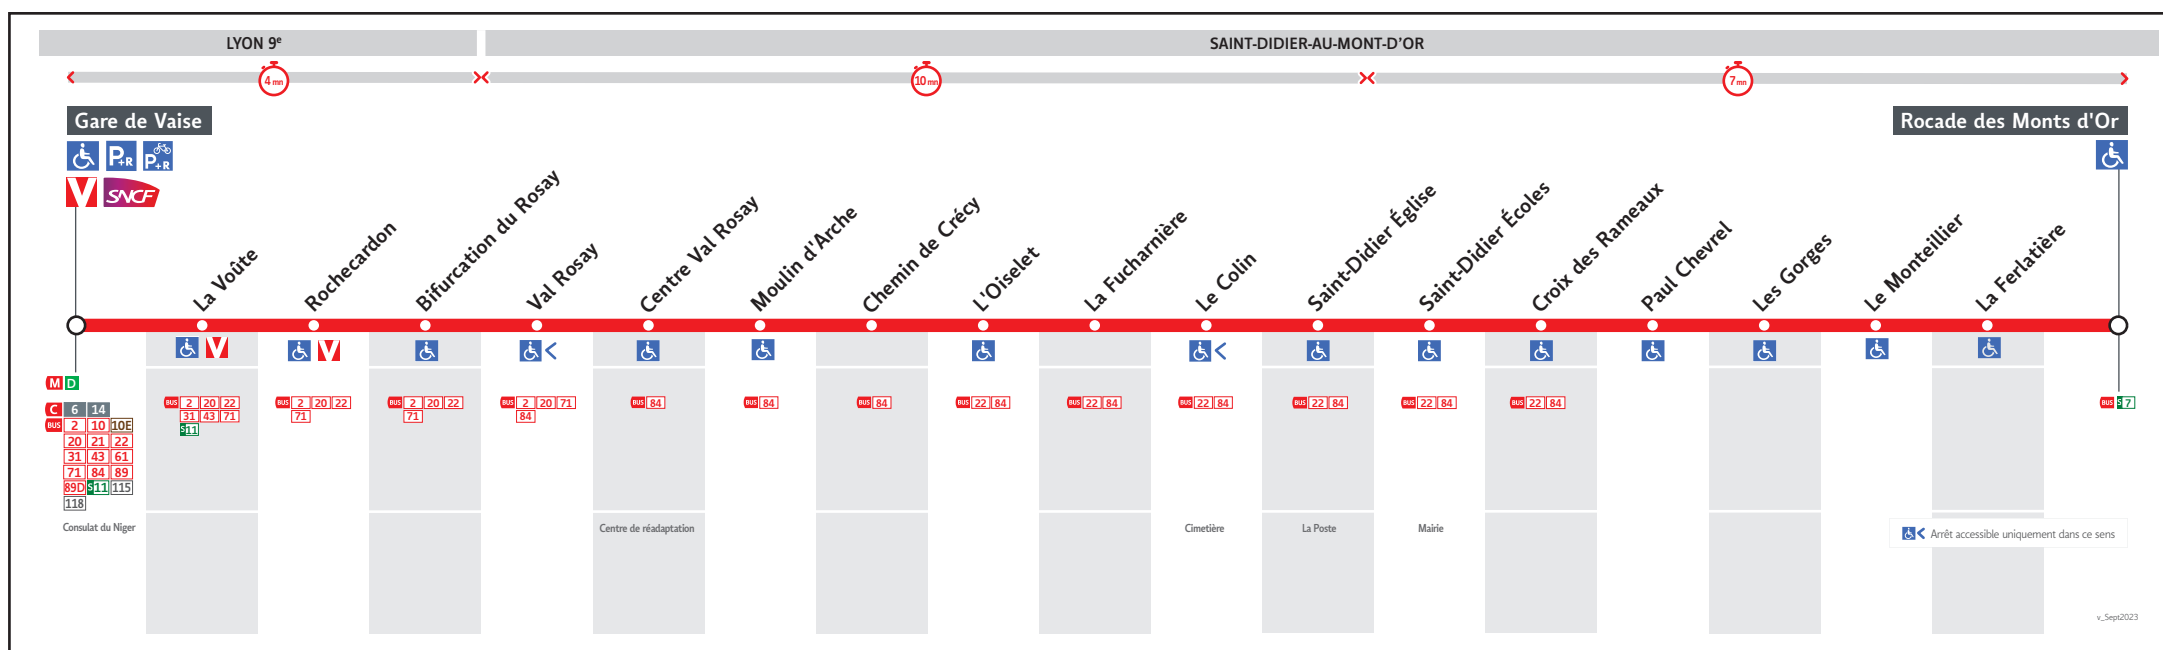 LYON 9e
SAINT-DIDIER-AU-MONT-D'OR
4 mn
10 mn
7 mn
Gare de Vaise
Rocade des Monts d'Or
P+R
P+R
V
SNCF
La Voûte
Rochecardon
Bifurcation du Rosay
Val Rosay
Centre Val Rosay
Moulin d'Arche
Chemin de Crécy
L'Oiselet
La Fucharnière
Le Colin
Saint-Didier Église
Saint-Didier Écoles
Croix des Rameaux
Paul Chevrel
Les Gorges
Le Monteillier
La Ferlatière
V
V
M D
C 6 14
BUS 2 10 10E
20 21 22
31 43 61
71 84 89
89D S11 115
118
BUS 2 20 22
31 43 71
S11
BUS 2 20 22
71
BUS 2 20 22
71
BUS 2 20 71
84
BUS 84
BUS 84
BUS 84
BUS 22 84
BUS 22 84
BUS 22 84
BUS 22 84
BUS 22 84
BUS 22 84
BUS S7
Consulat du Niger
Centre de réadaptation
Cimetière
La Poste
Mairie
Arrêt accessible uniquement dans ce sens
v_Sept2023